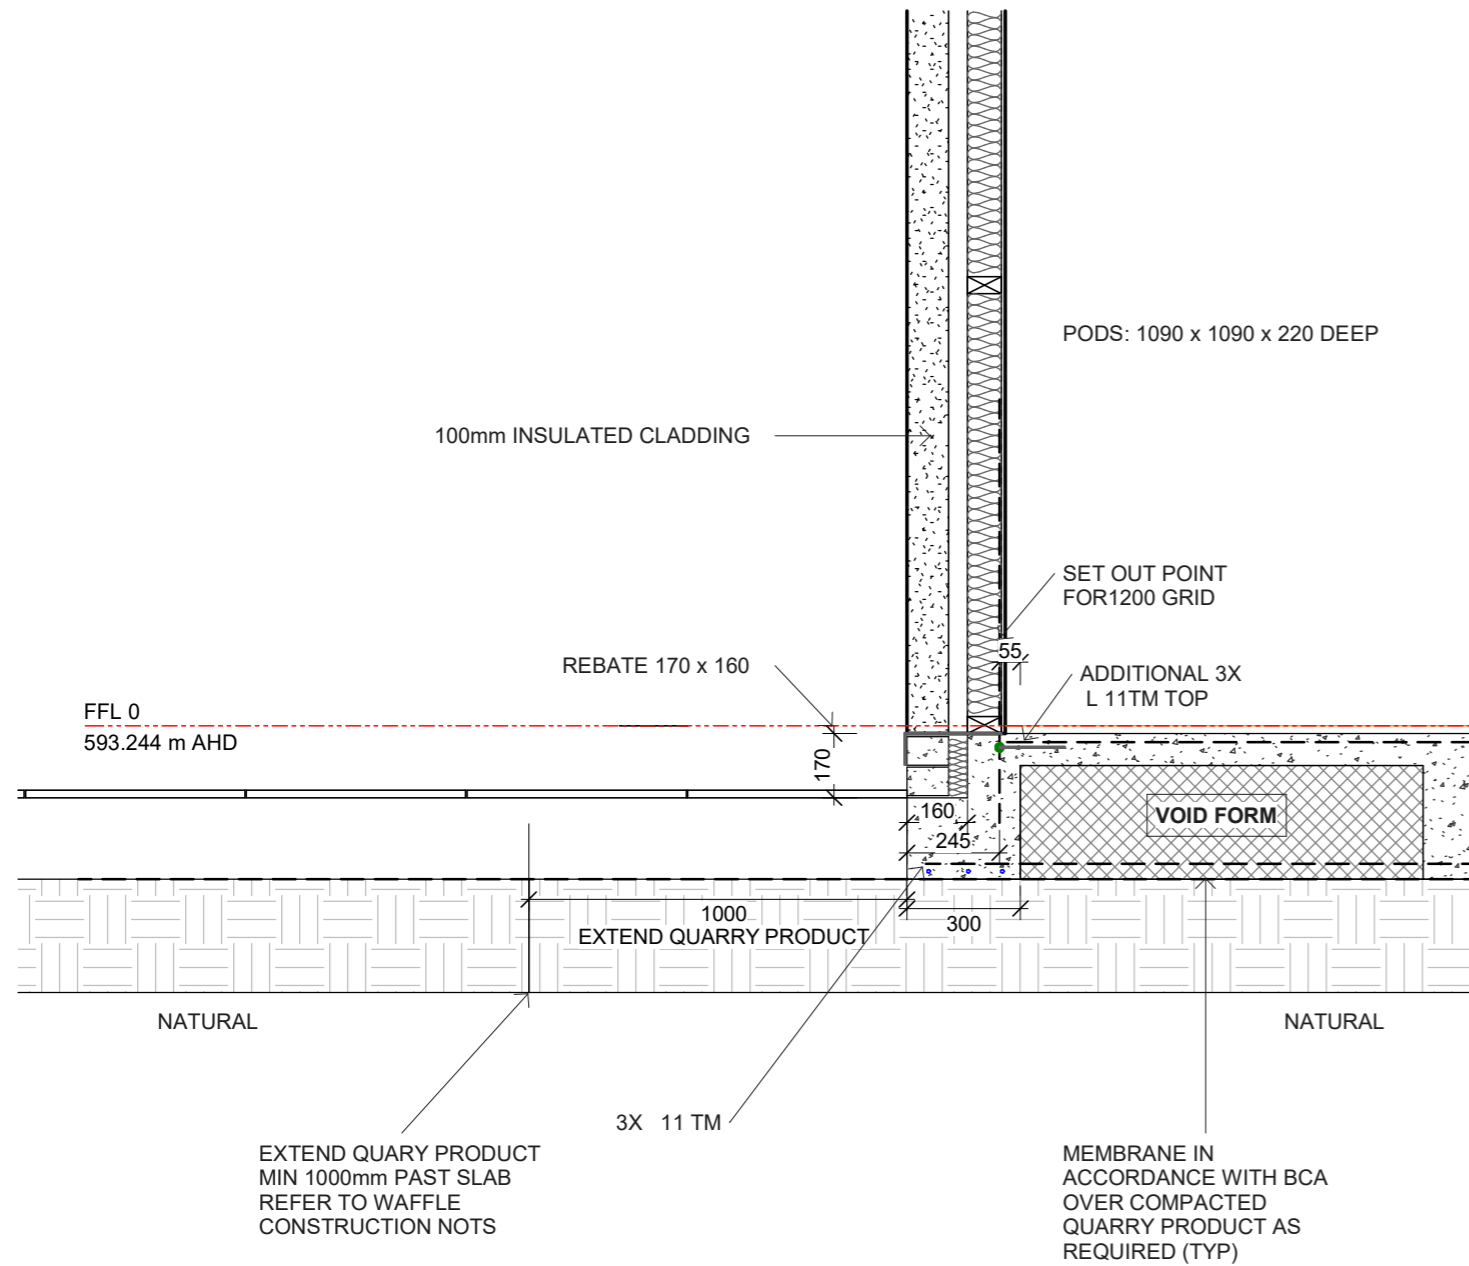 PODS: 1090 x 1090 x 220 DEEP
100mm INSULATED CLADDING
SET OUT POINT
FOR1200 GRID
55
REBATE 170 x 160
ADDITIONAL 3X
L 11TM TOP
FFL 0
593.244 m AHD
170
160
VOID FORM
245
1000
EXTEND QUARRY PRODUCT
300
NATURAL
NATURAL
3X 11 TM
EXTEND QUARY PRODUCT
MIN 1000mm PAST SLAB
REFER TO WAFFLE
CONSTRUCTION NOTS
MEMBRANE IN
ACCORDANCE WITH BCA
OVER COMPACTED
QUARRY PRODUCT AS
REQUIRED (TYP)